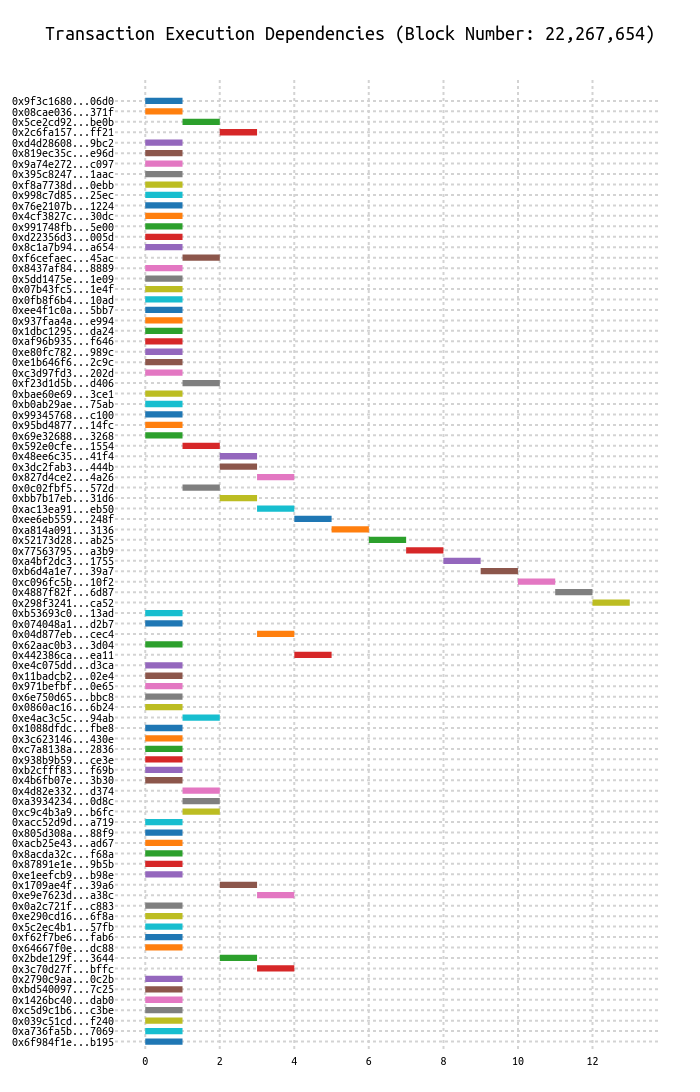 Transaction Execution Dependencies (Block Number: 22,267,654)
0x9f3c1680...06d0
0x08cae036...371f
0x5ce2cd92...be0b
0x2c6fa157...ff21
0xd4d28608...9bc2
0x819ec35c...e96d
0x9a74e272...c097
0x395c8247...1aac
0xf8a7738d...0ebb
0x998c7d85...25ec
0x76e2107b...1224
0x4cf3827c...30dc
0x991748fb...5e00
0xd22356d3...005d
0x8c1a7b94...a654
0xf6cefaec...45ac
0x8437af84...8889
0x5dd1475e...1e09
0x07b43fc5...1e4f
0x0fb8f6b4...10ad
0xee4f1c0a...5bb7
0x937faa4a...e994
0x1dbc1295...da24
0xaf96b935...f646
0xe80fc782...989c
0xe1b646f6...2c9c
0xc3d97fd3...202d
0xf23d1d5b...d406
0xbae60e69...3ce1
0xb0ab29ae...75ab
0x99345768...c100
0x95bd4877...14fc
0x69e32688...3268
0x592e0cfe...1554
0x48ee6c35...41f4
0x3dc2fab3...444b
0x827d4ce2...4a26
0x0c02fbf5...572d
0xbb7b17eb...31d6
0xac13ea91...eb50
0xee6eb559...248f
0xa814a091...3136
0x52173d28...ab25
0x77563795...a3b9
0xa4bf2dc3...1755
0xb6d4a1e7...39a7
0xc096fc5b...10f2
0x4887f82f...6d87
0x298f3241...ca52
0xb53693c0...13ad
0x074048a1...d2b7
0x04d877eb...cec4
0x62aac0b3...3d04
0x442386ca...ea11
0xe4c075dd...d3ca
0x11badcb2...02e4
0x971befbf...0e65
0x6e750d65...bbc8
0x0860ac16...6b24
0xe4ac3c5c...94ab
0x1088dfdc...fbe8
0x3c623146...430e
0xc7a8138a...2836
0x938b9b59...ce3e
0xb2cfff83...f69b
0x4b6fb07e...3b30
0x4d82e332...d374
0xa3934234...0d8c
0xc9c4b3a9...b6fc
0xacc52d9d...a719
0x805d308a...88f9
0xacb25e43...ad67
0x8acda32c...f68a
0x87891e1e...9b5b
0xe1eefcb9...b98e
0x1709ae4f...39a6
0xe9e7623d...a38c
0x0a2c721f...c883
0xe290cd16...6f8a
0x5c2ec4b1...57fb
0xf62f7be6...fab6
0x64667f0e...dc88
0x2bde129f...3644
0x3c70d27f...bffc
0x2790c9aa...0c2b
0xbd540097...7c25
0x1426bc40...dab0
0xc5d9c1b6...c3be
0x039c51cd...f240
0xa736fa5b...7069
0x6f984f1e...b195
0 2 4 6 8 10 12